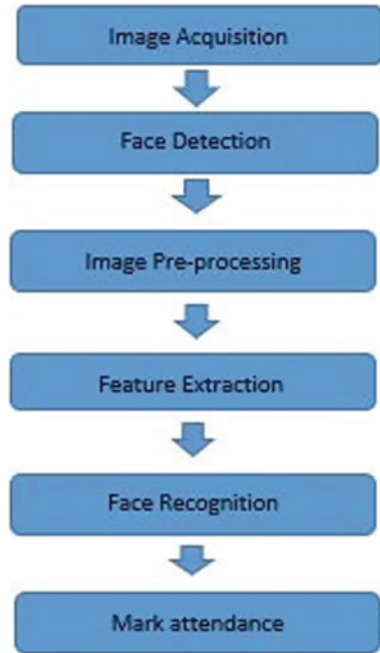 Image Acquisition
Face Detection
Image Pre-processing
Feature Extraction
Face Recognition
Mark attendance